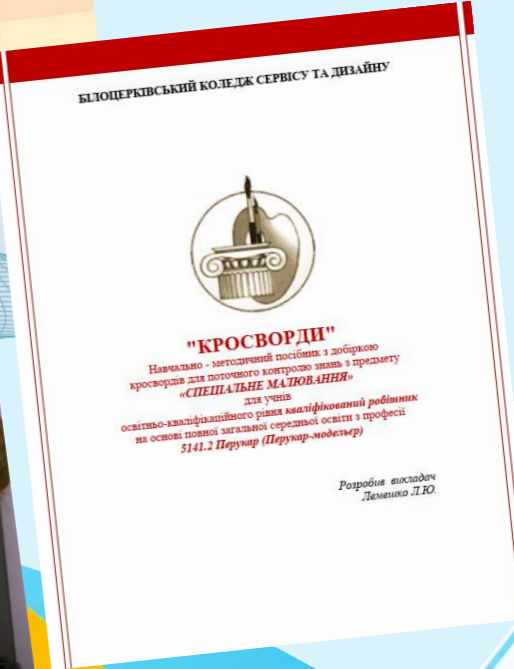 БІЛОЦЕРКІВСЬКИЙ КОЛЕДЖ СЕРВІСУ ТА ДИЗАЙНУ
"КРОСВОРДИ"
Навчально - методичний посібник з добіркою
кросвордів для поточного контролю знань з предмету
«СПЕЦІАЛЬНЕ МАЛЮВАННЯ»
для учнів
освітньо-кваліфікаційного рівня кваліфікований робітник
на основі повної загальної середньої освіти з професії
5141.2 Перукар (Перукар-модельєр)
Розробив викладач
Лемешко Л.Ю.